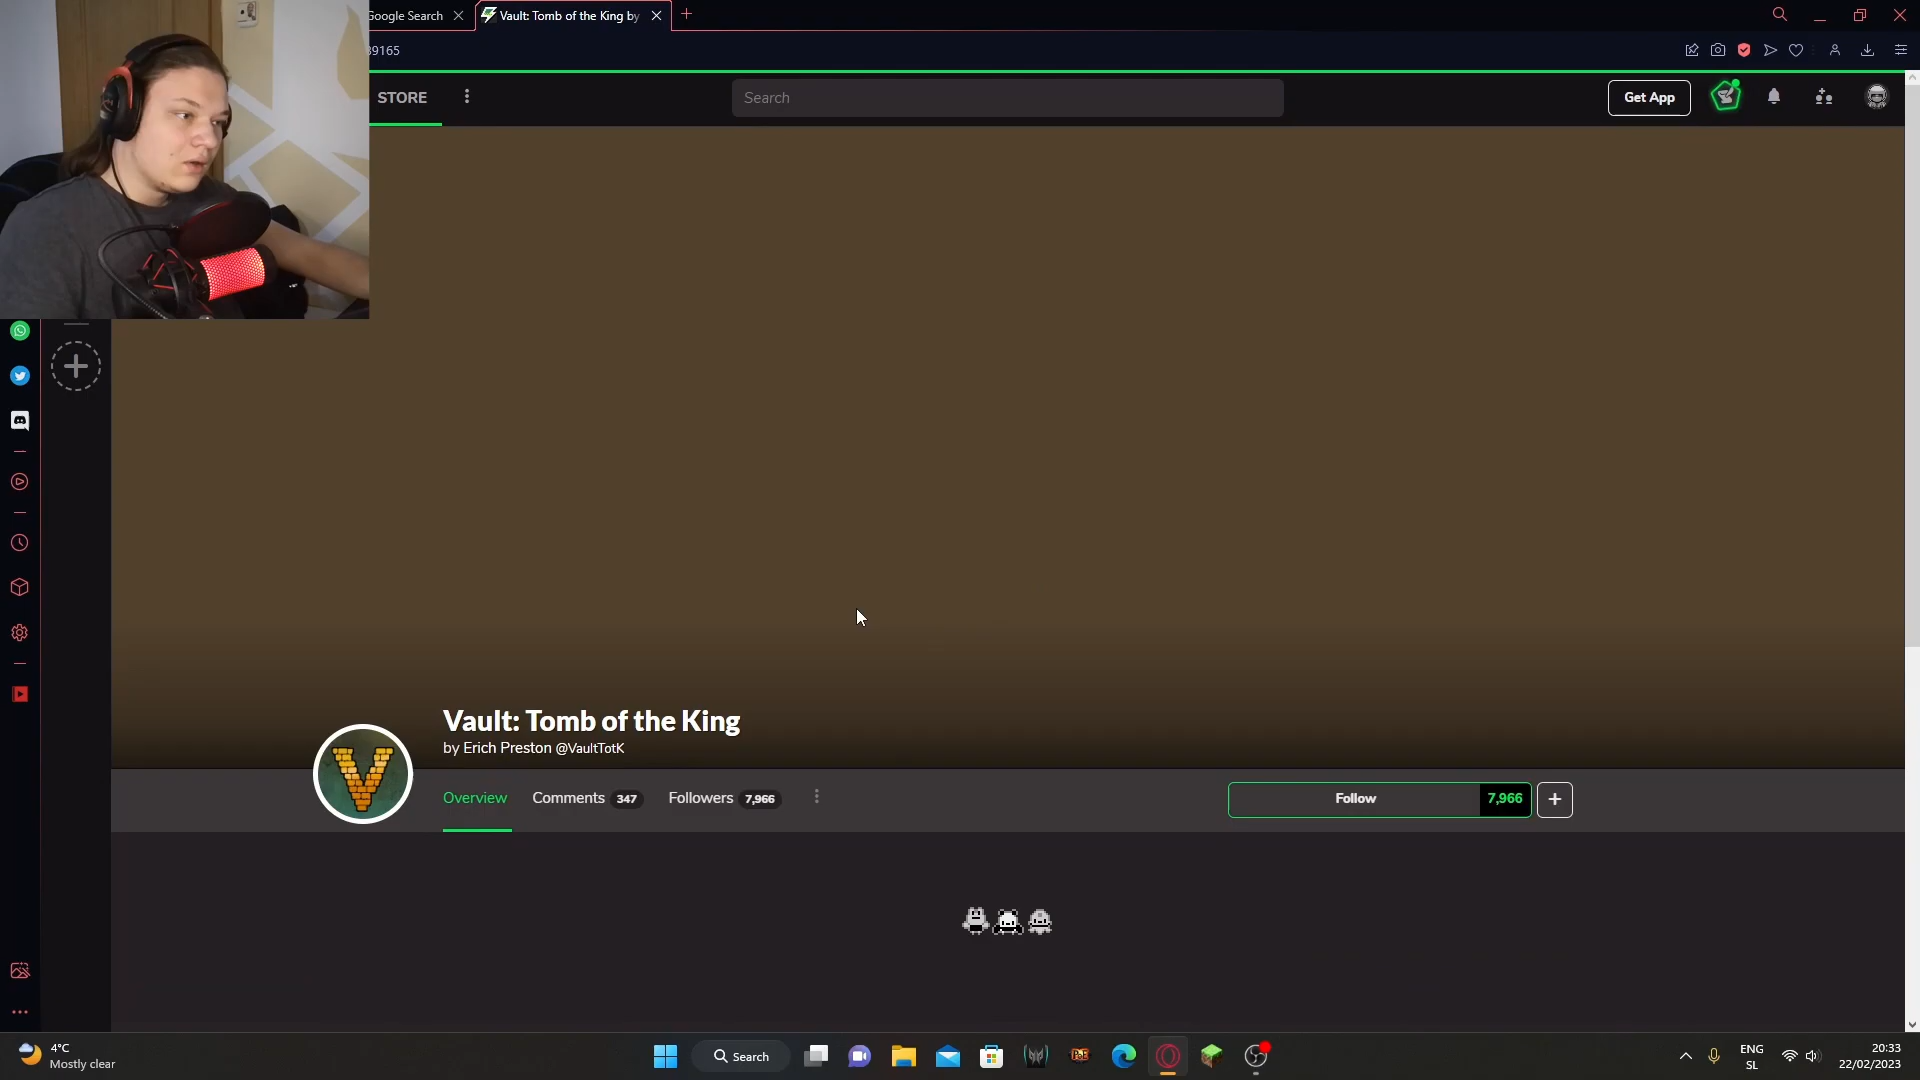 Google Search
Vault: Tomb of the King by
39165
STORE
Search
Get App
Vault: Tomb of the King
by Erich Preston @VaultTotK
Overview
Comments 347
Followers 7,966
Follow 7,966
4°C
Mostly clear
Search
ENG
SL
20:33
22/02/2023